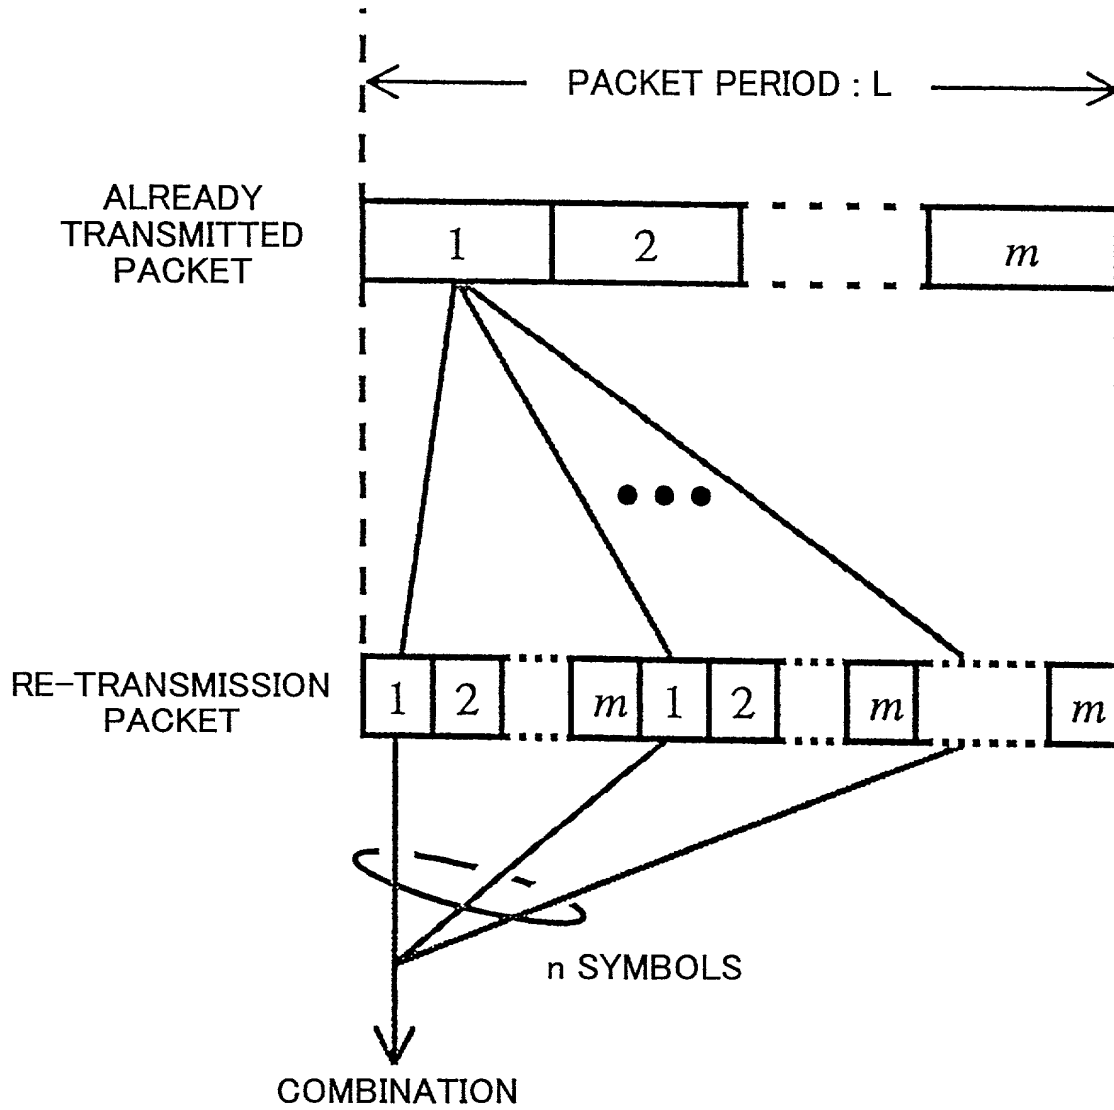 PACKET PERIOD : L
ALREADY
TRANSMITTED
PACKET
1 2 m
RE-TRANSMISSION
PACKET
1 2 m 1 2 m m
n SYMBOLS
COMBINATION